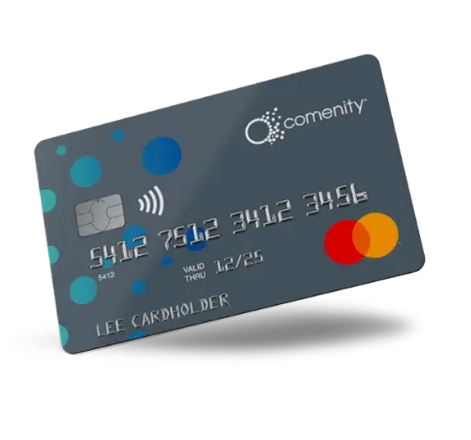 comenity
5412 7512 3412 3456
5412
VALID
THRU
12/25
LEE CARDHOLDER